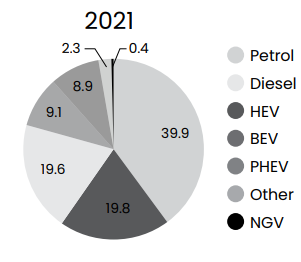 2021
2.3
0.4
8.9
9.1
39.9
19.6
19.8
Petrol
Diesel
HEV
BEV
PHEV
Other
NGV